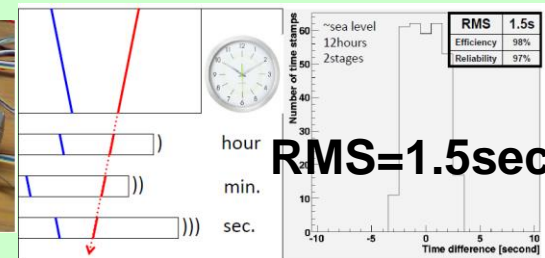 hour
min.
sec.
~sea level
12hours
2stages
RMS 1.5s
Efficiency 98%
Reliability 97%
RMS=1.5sec
Number of time stamps
60
50
40
30
10
0
-10 -5 0 5 10
Time difference [second]